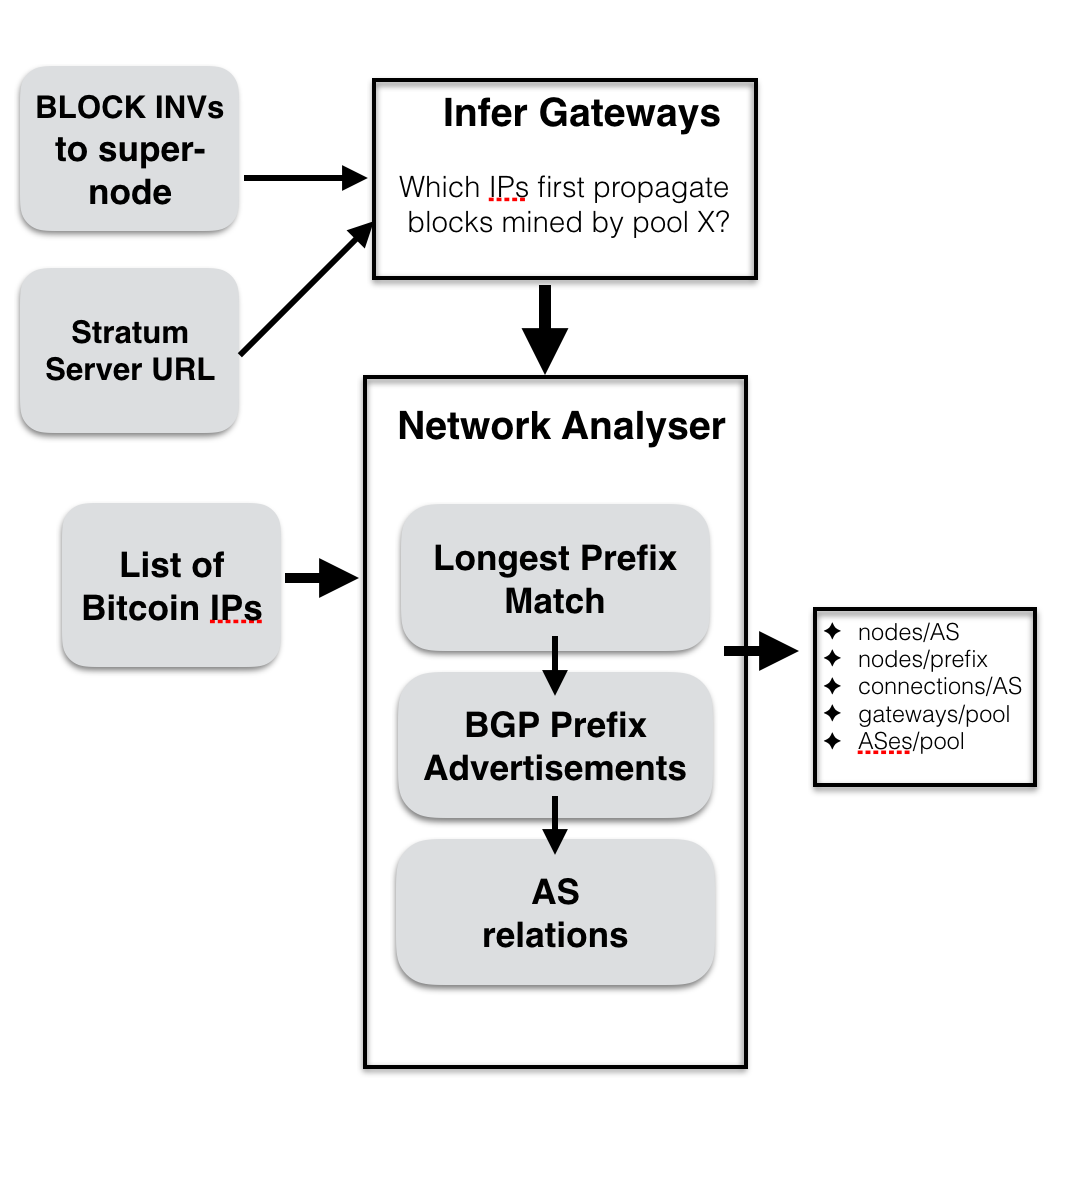 BLOCK INVs
to super-
node
Infer Gateways
Which IPs first propagate
blocks mined by pool X?
Stratum
Server URL
Network Analyser
List of
Bitcoin IPs
Longest Prefix
Match
BGP Prefix
Advertisements
AS
relations
nodes/AS
nodes/prefix
connections/AS
gateways/pool
ASes/pool